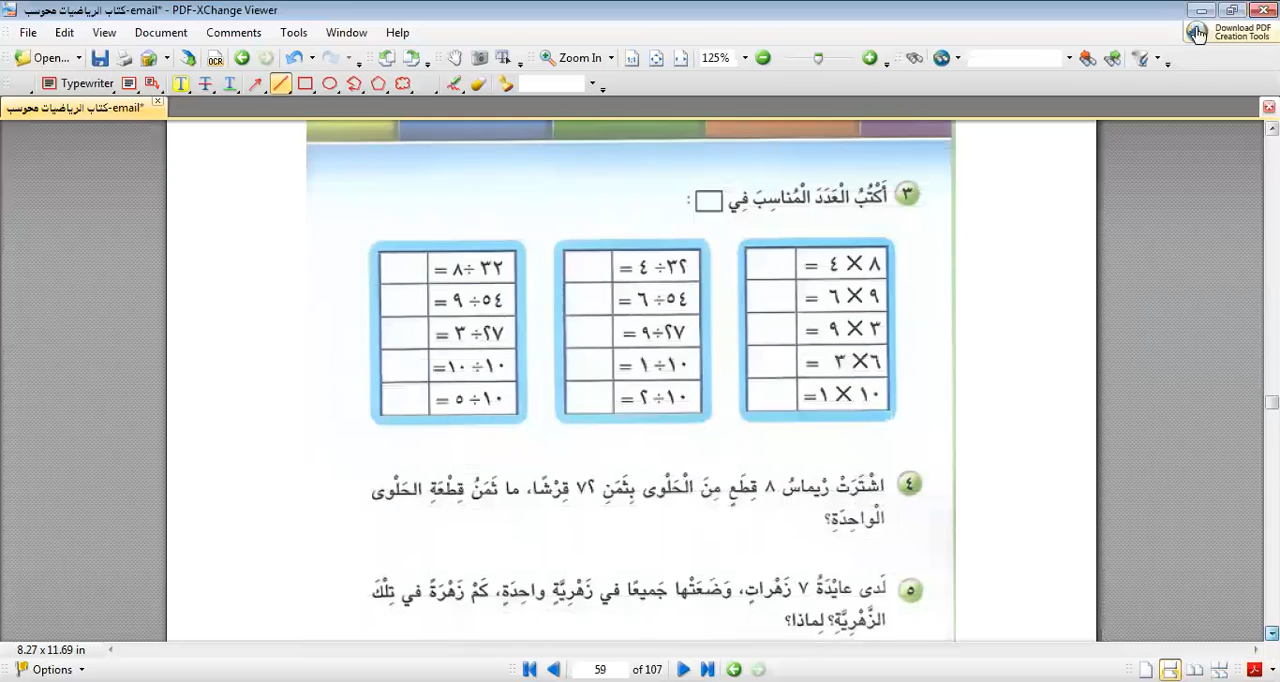 كتاب الرياضيات محوسب-email* - PDF-XChange Viewer
File Edit View Document Comments Tools Window Help
Download PDF
Creation Tools
Open... OCR Zoom In 125%
Typewriter
كتاب الرياضيات محوسب-email*
٣ أَكْتُبُ الْعَدَدَ الْمُناسِبَ فِي :
٨ × ٤ =
٩ × ٦ =
٣ × ٩ =
٦ × ٣ =
١٠ × ١ =
٣٢ ÷ ٤ =
٥٤ ÷ ٦ =
٢٧ ÷ ٩ =
١٠ ÷ ١ =
١٠ ÷ ٢ =
٣٢ ÷ ٨ =
٥٤ ÷ ٩ =
٢٧ ÷ ٣ =
١٠ ÷ ١٠ =
١٠ ÷ ٥ =
٤ اشْتَرَتْ رْيماسُ ٨ قِطَعٍ مِنَ الْحَلْوى بِثَمَنِ ٧٢ قِرْشًا، ما ثَمَنُ قِطْعَةِ الحَلْوى
الْواحِدَةِ؟
٥ لَدى عايْدَةُ ٧ زَهْراتٍ، وَضَعَتْها جَميعًا في زَهْرِيَّةٍ واحِدَةٍ، كَمْ زَهْرَةً في تِلْكَ
الزَّهْرِيَّةِ؟ لِماذا؟
8.27 x 11.69 in
Options 59 of 107